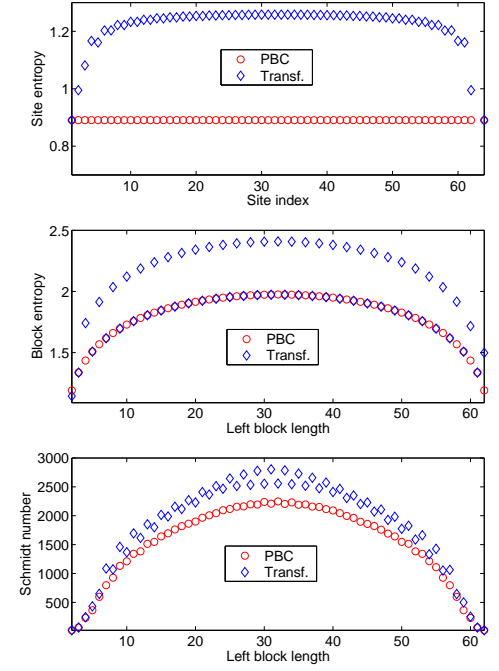 1.2
1
0.8
Site entropy
PBC
Transf.
10 20 30 40 50 60
Site index
2.5
2
1.5
Block entropy
PBC
Transf.
10 20 30 40 50 60
Left block length
3000
2500
2000
1500
1000
500
Schmidt number
PBC
Transf.
10 20 30 40 50 60
Left block length